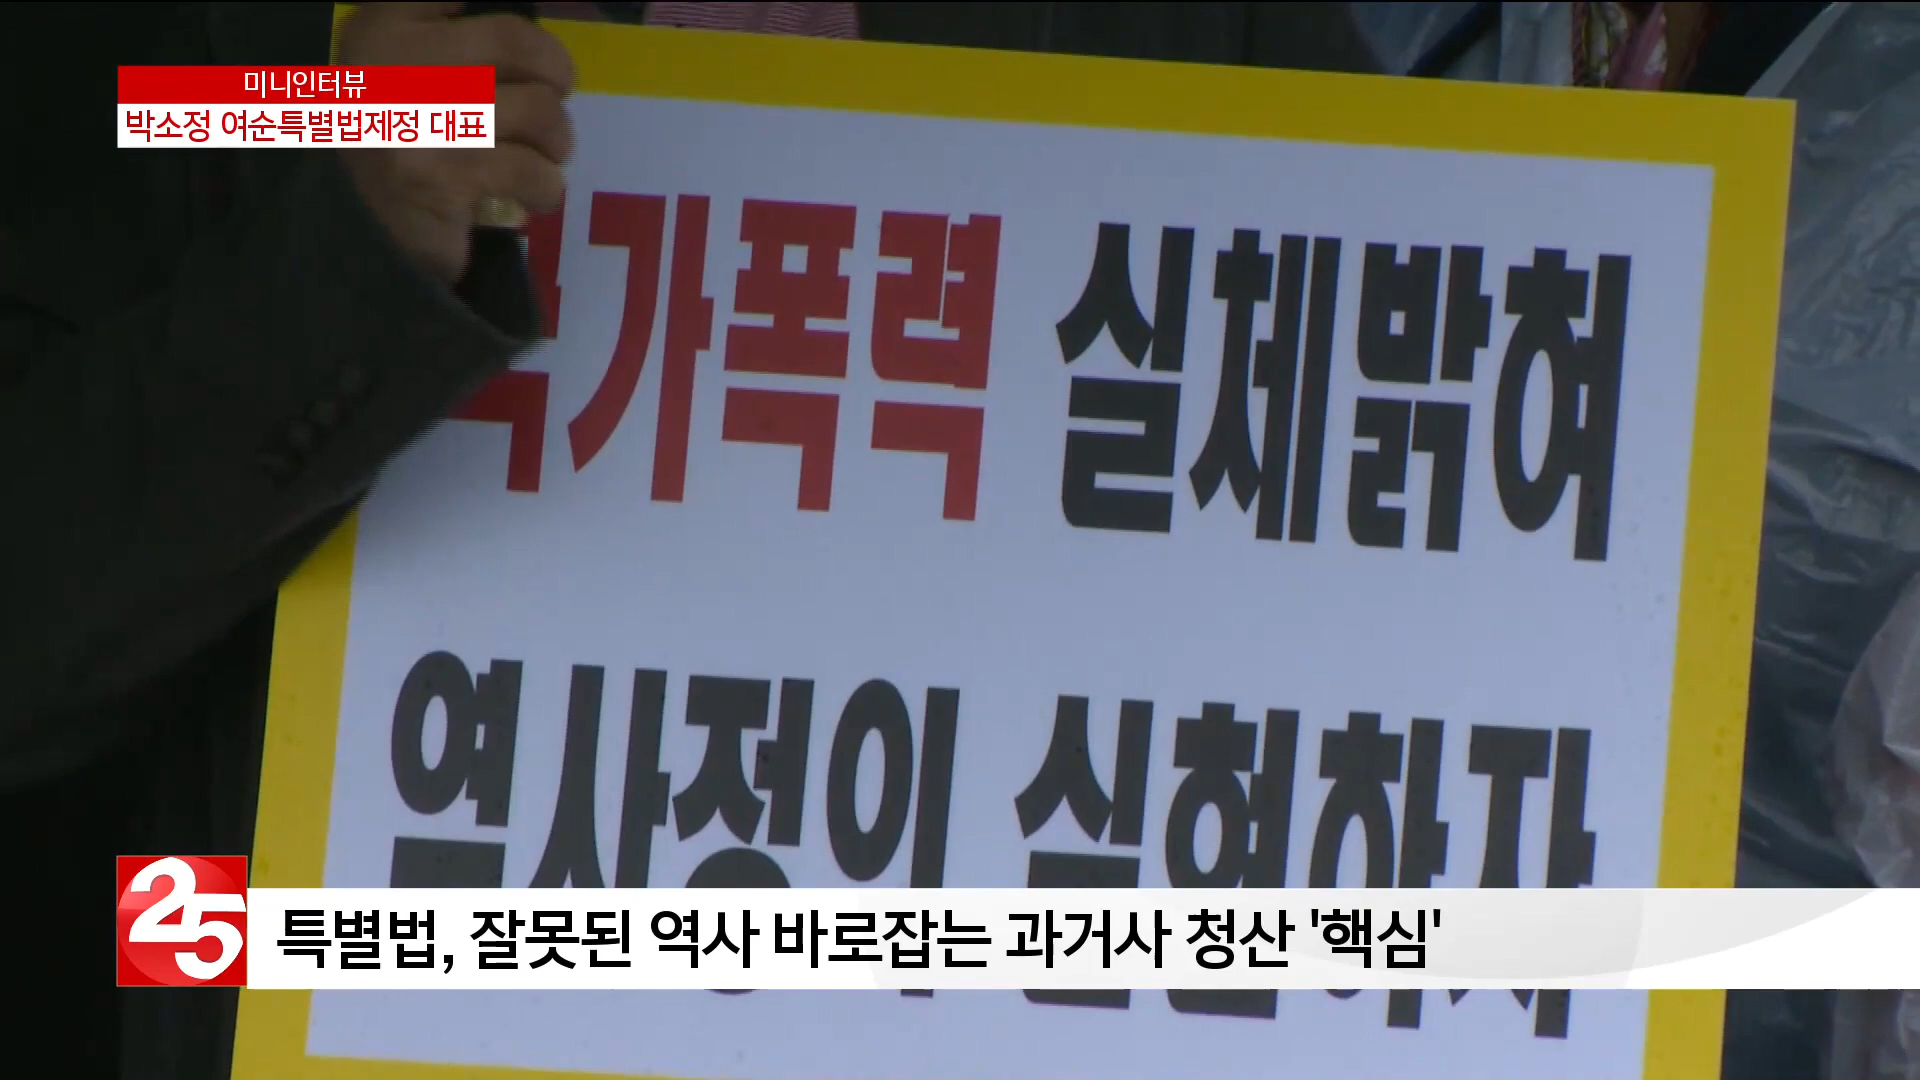 미니인터뷰
박소정 여순특별법제정 대표
국가폭력 실체밝혀
역사정의 실현하자
25
특별법, 잘못된 역사 바로잡는 과거사 청산 '핵심'